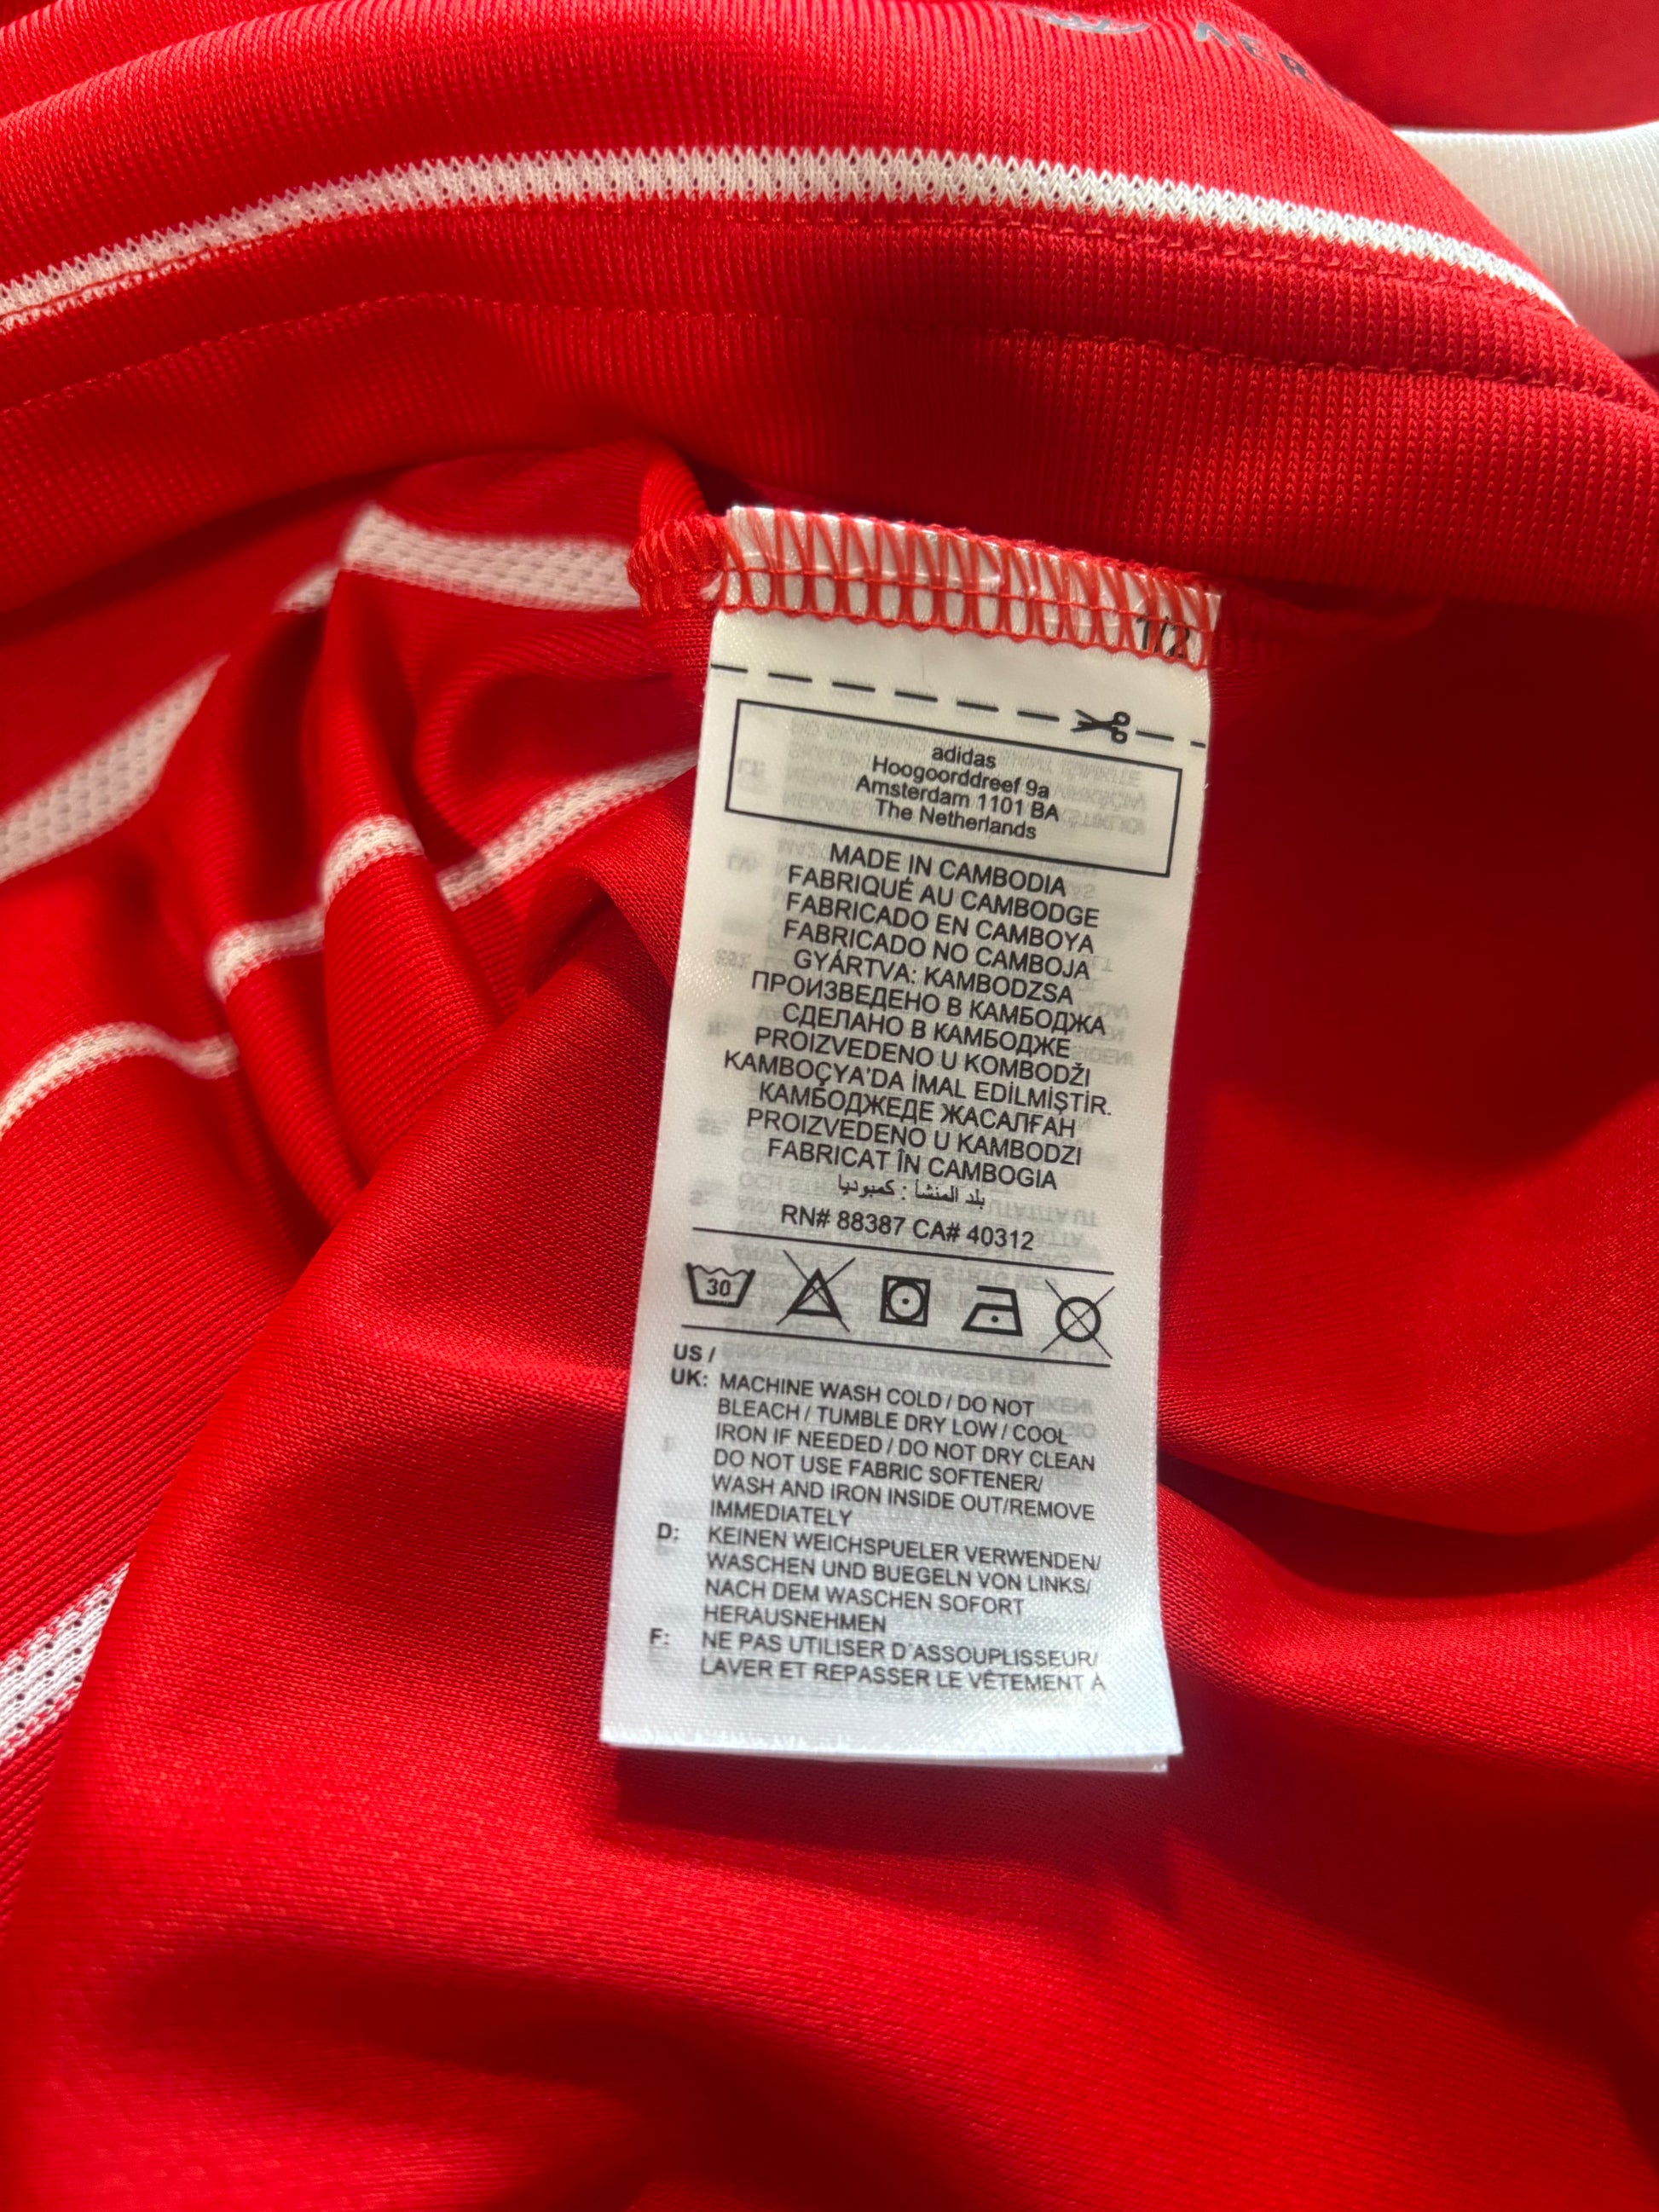 AER
1/2
adidas
Hoogoorddreef 9a
Amsterdam 1101 BA
The Netherlands
MADE IN CAMBODIA
FABRIQUÉ AU CAMBODGE
FABRICADO EN CAMBOYA
FABRICADO NO CAMBOJA
GYÁRTVA: KAMBODZSA
ПРОИЗВЕДЕНО В КАМБОДЖА
СДЕЛАНО В КАМБОДЖЕ
PROIZVEDENO U KOMBODŽI
KAMBOÇYA'DA İMAL EDİLMİŞTİR.
КАМБОДЖЕДЕ ЖАСАЛҒАН
PROIZVEDENO U KAMBODZI
FABRICAT ÎN CAMBOGIA
بلد المنشأ : كمبوديا
RN# 88387 CA# 40312
30
US /
UK: MACHINE WASH COLD / DO NOT
BLEACH / TUMBLE DRY LOW / COOL
IRON IF NEEDED / DO NOT DRY CLEAN
DO NOT USE FABRIC SOFTENER/
WASH AND IRON INSIDE OUT/REMOVE
IMMEDIATELY
D: KEINEN WEICHSPUELER VERWENDEN/
WASCHEN UND BUEGELN VON LINKS/
NACH DEM WASCHEN SOFORT
HERAUSNEHMEN
F: NE PAS UTILISER D'ASSOUPLISSEUR/
LAVER ET REPASSER LE VÊTEMENT À